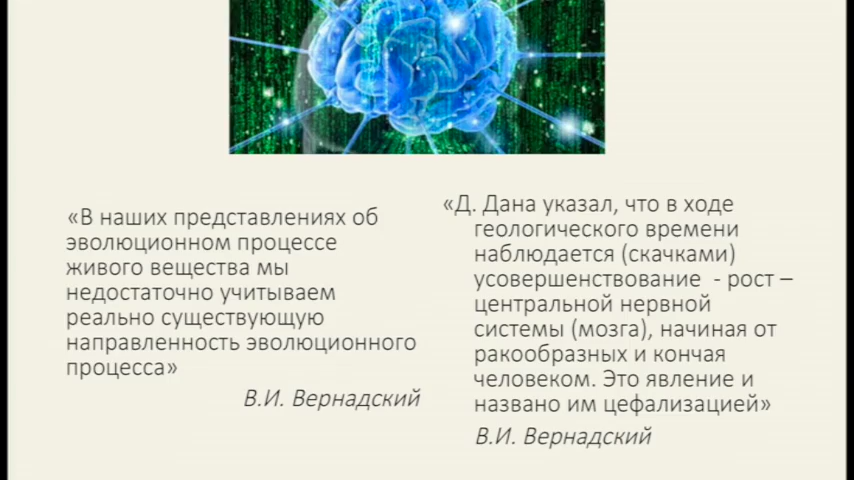 «В наших представлениях об
эволюционном процессе
живого вещества мы
недостаточно учитываем
реально существующую
направленность эволюционного
процесса»
В.И. Вернадский
«Д. Дана указал, что в ходе
геологического времени
наблюдается (скачками)
усовершенствование - рост –
центральной нервной
системы (мозга), начиная от
ракообразных и кончая
человеком. Это явление и
названо им цефализацией»
В.И. Вернадский